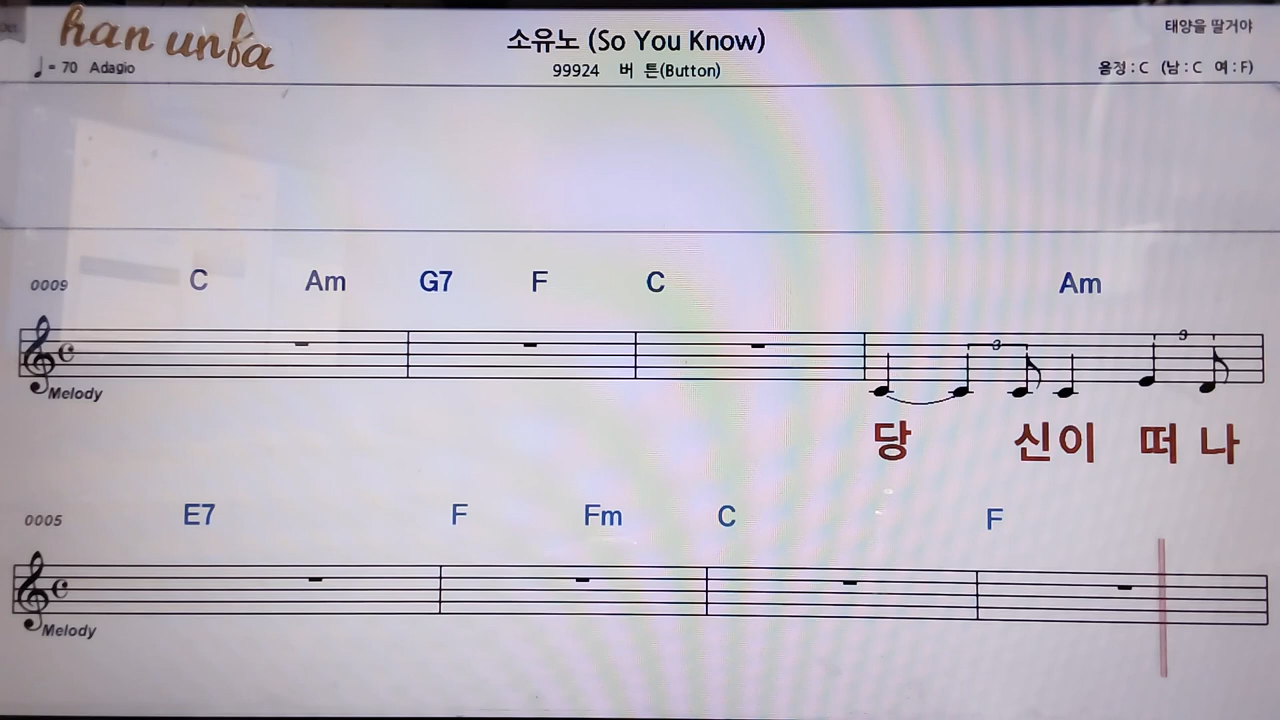 han unba
소유노 (So You Know)
태양을 딸거야
♩= 70 Adagio
99924 버 튼(Button)
음정 : C (남 : C 여 : F)
0009 C Am G7 F C Am
3 3
Melody
당 신이 떠 나
0005 E7 F Fm C F
Melody